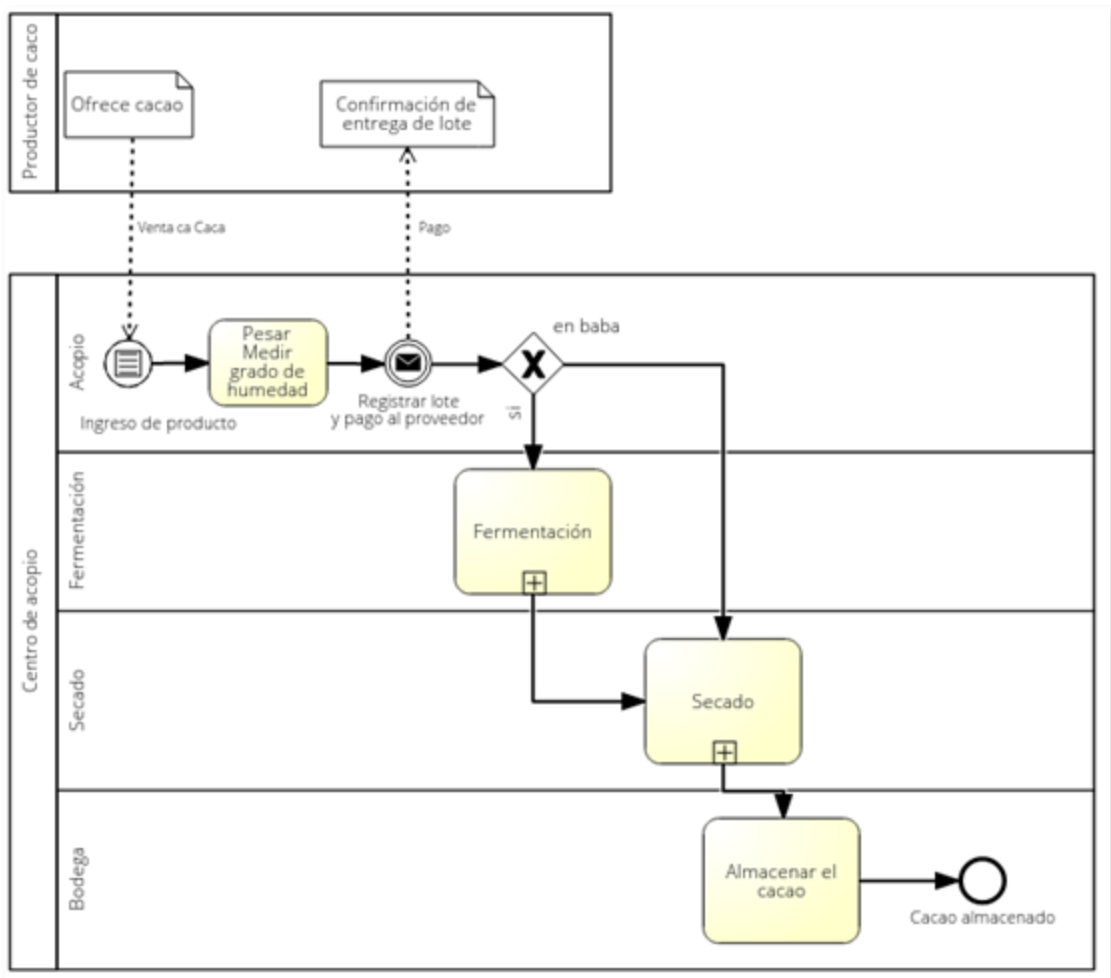 Productor de caco
Ofrece cacao
Confirmación de
entrega de lote
Venta ca Caca
Pago
Centro de acopio
Acopio
Pesar
Medir
grado de
humedad
Ingreso de producto
Registrar lote
y pago al proveedor
en baba
si
Fermentación
Fermentación
Secado
Secado
Bodega
Almacenar el
cacao
Cacao almacenado